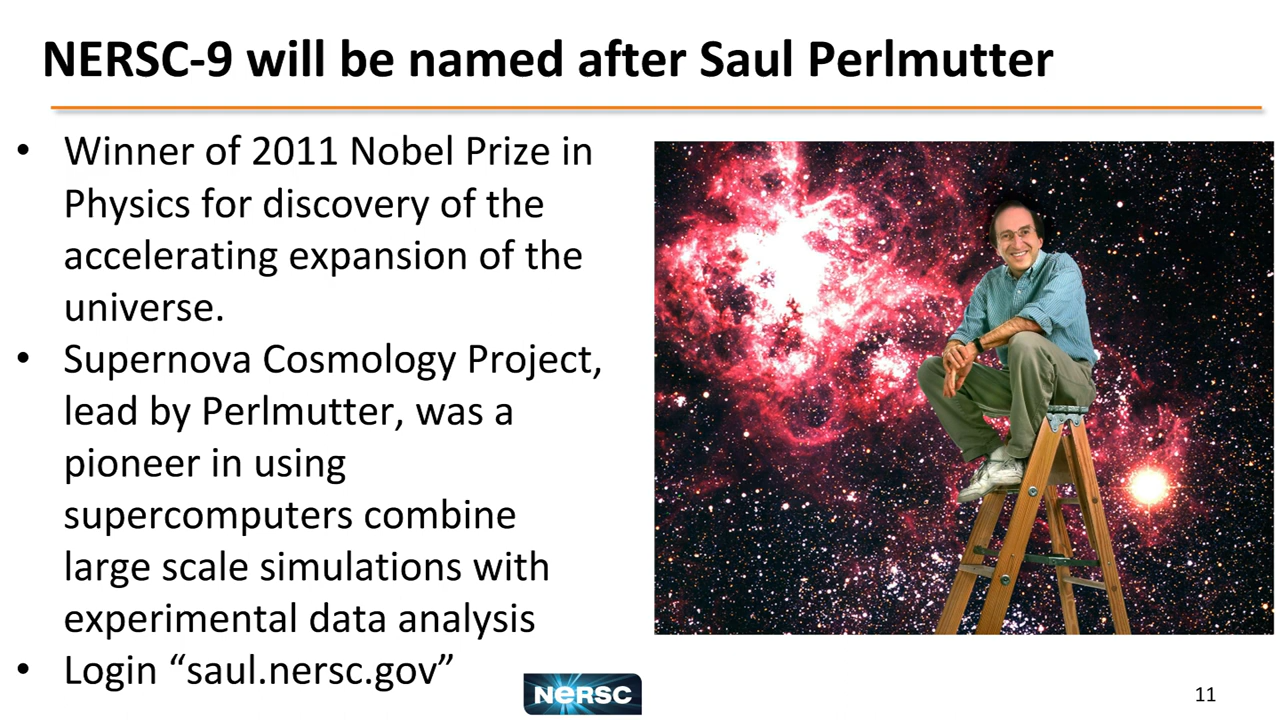 NERSC-9 will be named after Saul Perlmutter
• Winner of 2011 Nobel Prize in
Physics for discovery of the
accelerating expansion of the
universe.
• Supernova Cosmology Project,
lead by Perlmutter, was a
pioneer in using
supercomputers combine
large scale simulations with
experimental data analysis
• Login “saul.nersc.gov”
NERSC
11